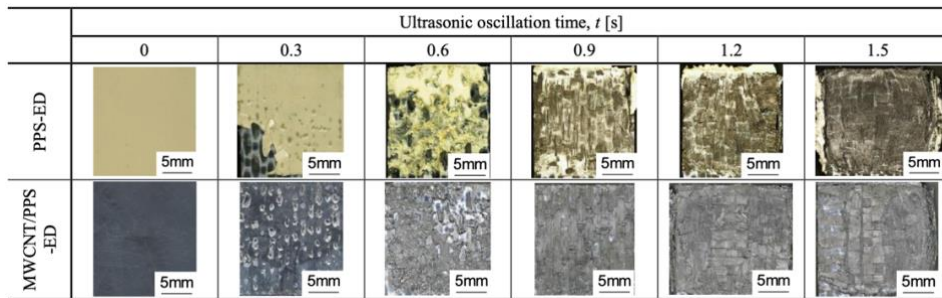 Ultrasonic oscillation time, t [s]
0 0.3 0.6 0.9 1.2 1.5
PPS-ED
5mm 5mm 5mm 5mm 5mm 5mm
MWCNT/PPS
-ED
5mm 5mm 5mm 5mm 5mm 5mm